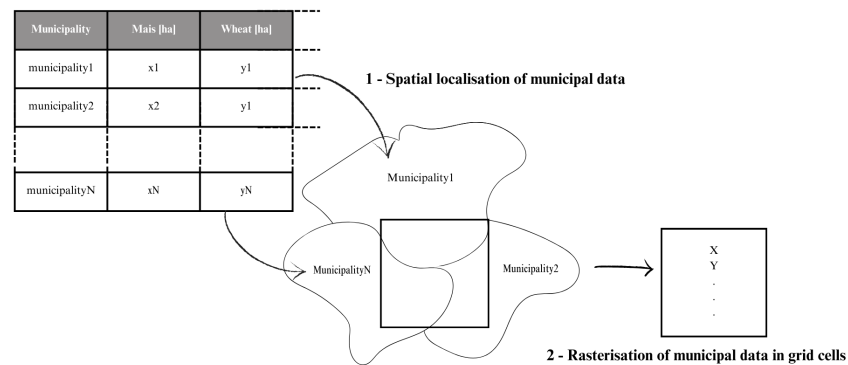 Municipality Mais [ha] Wheat [ha]
municipality1 x1 y1
municipality2 x2 y1
municipalityN xN yN
1 - Spatial localisation of municipal data
Municipality1
MunicipalityN
Municipality2
X
Y
.
.
.
2 - Rasterisation of municipal data in grid cells